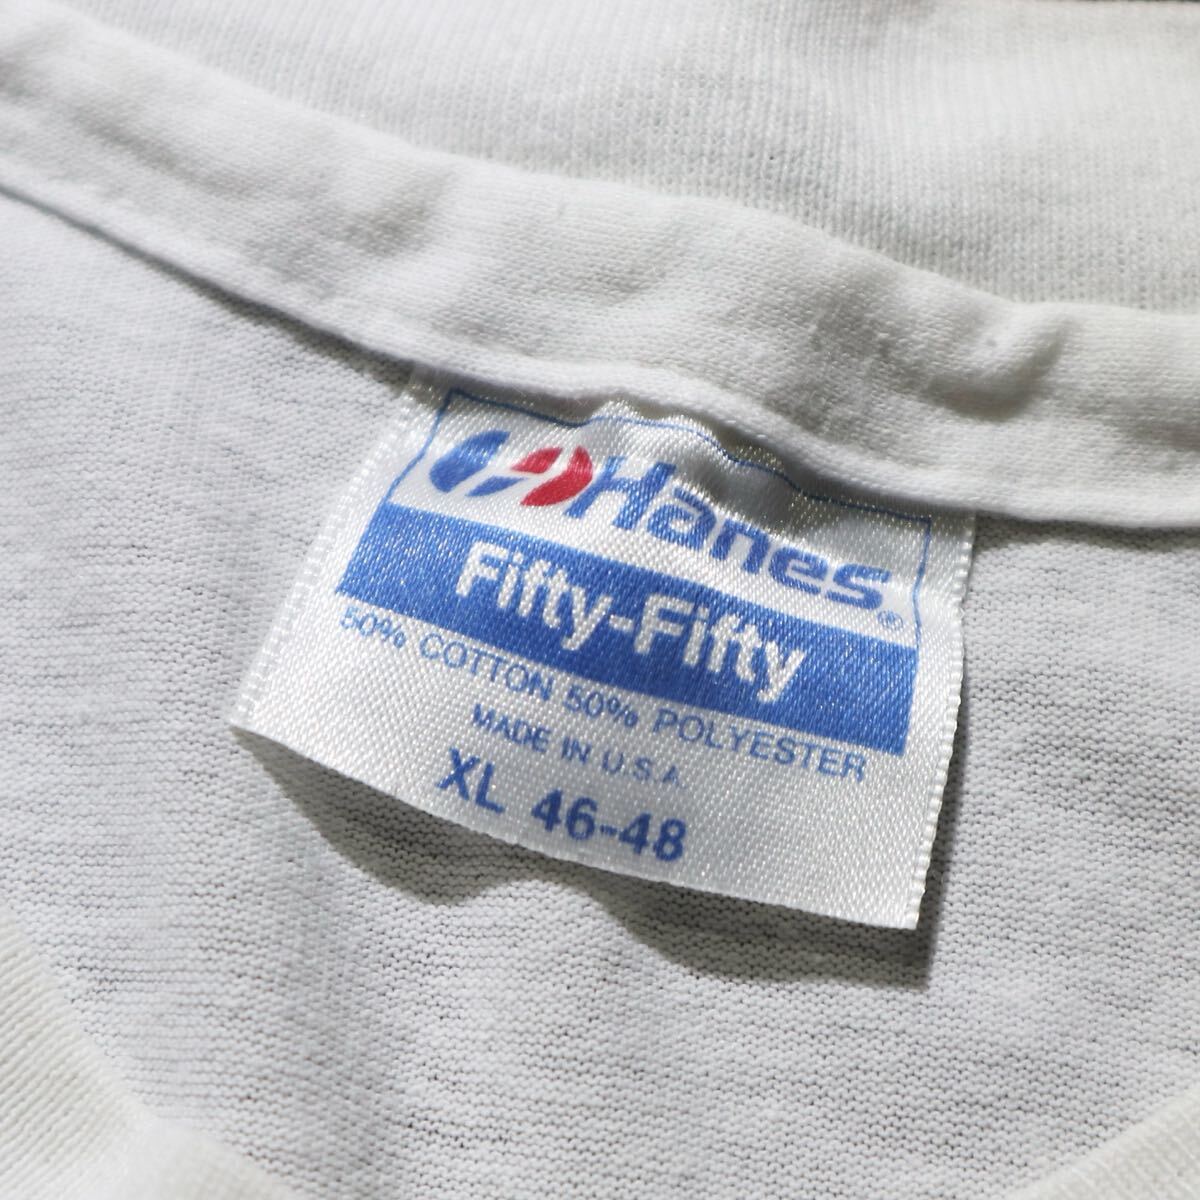 Hanes®
Fifty-Fifty
50% COTTON 50% POLYESTER
MADE IN U.S.A.
XL 46-48